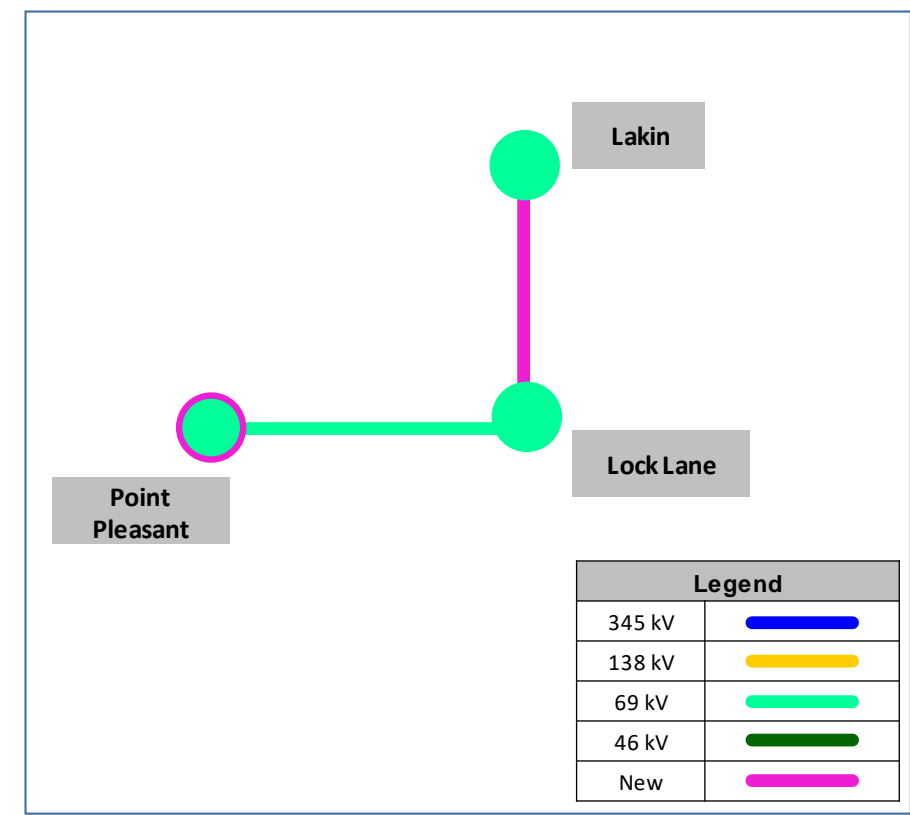 Lakin
Lock Lane
Point
Pleasant
Legend
345 kV
138 kV
69 kV
46 kV
New